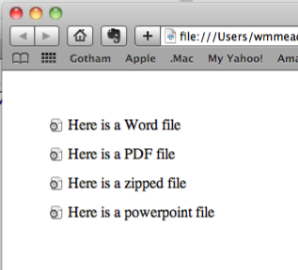 file:///Users/wmmead
Gotham Apple .Mac My Yahoo! Ama
Here is a Word file
Here is a PDF file
Here is a zipped file
Here is a powerpoint file